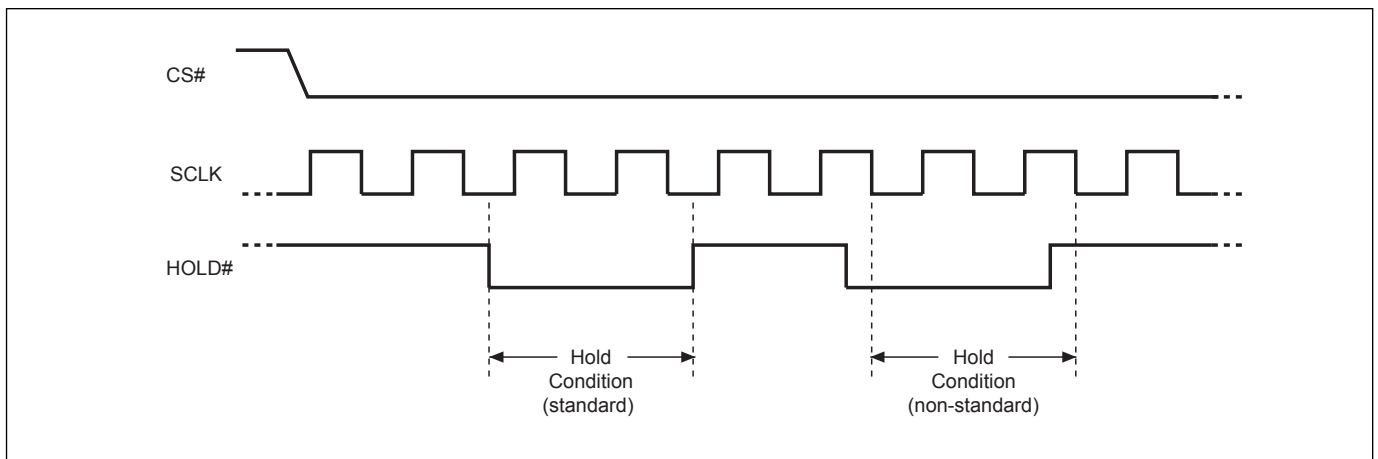 CS#
SCLK
HOLD#
Hold
Condition
(standard)
Hold
Condition
(non-standard)